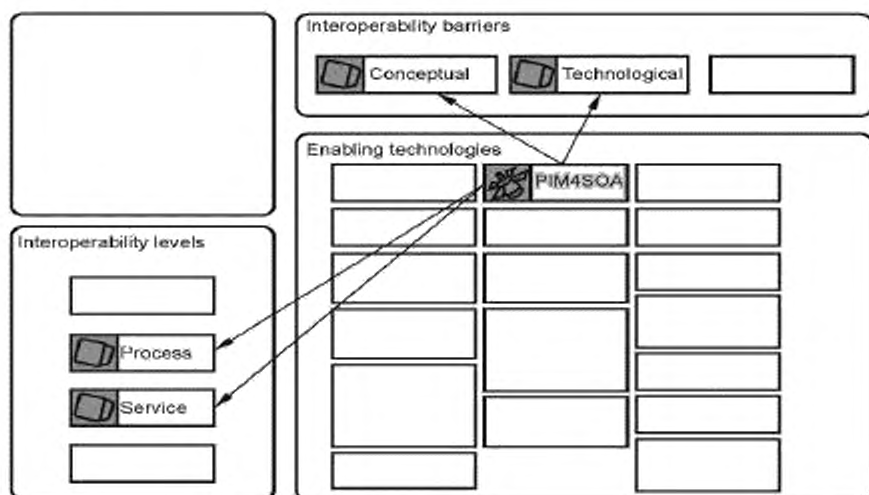 Interoperability barriers
Conceptual
Technological
Enabling technologies
PIM4SOA
Interoperability levels
Process
Service